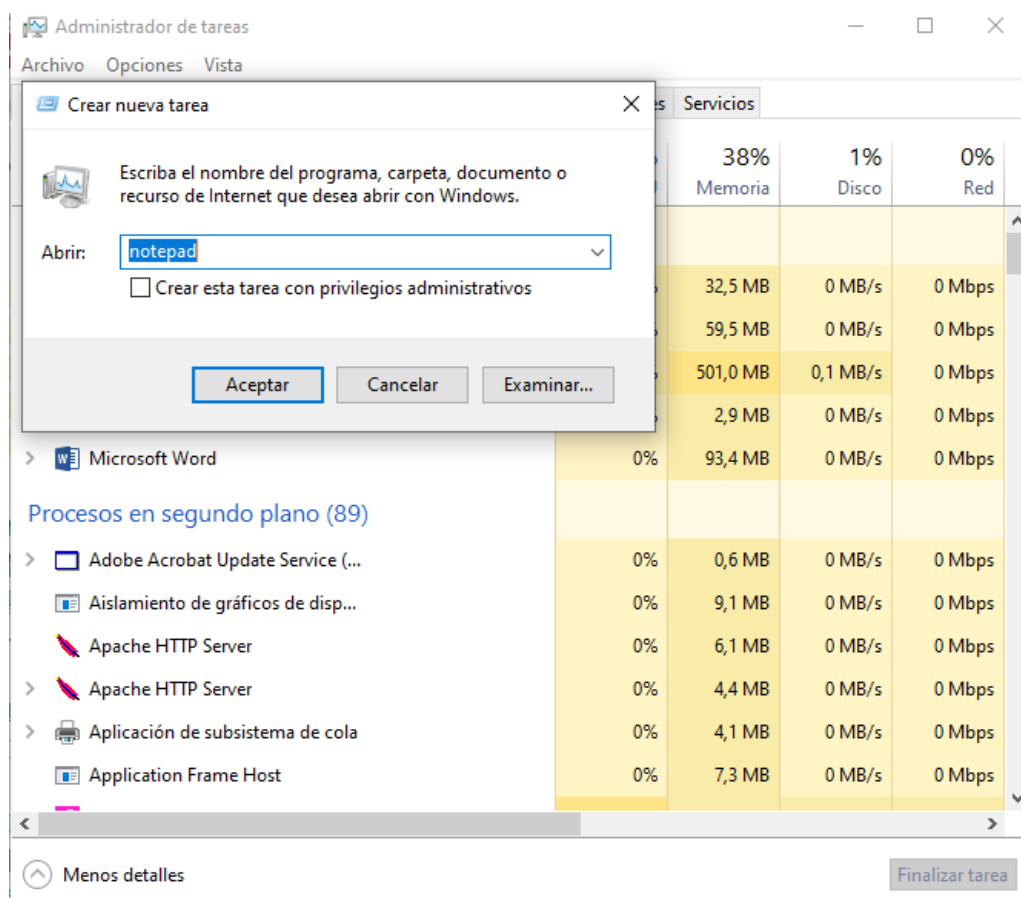 Administrador de tareas
Archivo Opciones Vista
Crear nueva tarea
Servicios
Escriba el nombre del programa, carpeta, documento o
recurso de Internet que desea abrir con Windows.
Abrir: notepad
Crear esta tarea con privilegios administrativos
Aceptar Cancelar Examinar...
38% 1% 0%
Memoria Disco Red
32,5 MB 0 MB/s 0 Mbps
59,5 MB 0 MB/s 0 Mbps
501,0 MB 0,1 MB/s 0 Mbps
2,9 MB 0 MB/s 0 Mbps
Microsoft Word 0% 93,4 MB 0 MB/s 0 Mbps
Procesos en segundo plano (89)
Adobe Acrobat Update Service (... 0% 0,6 MB 0 MB/s 0 Mbps
Aislamiento de gráficos de disp... 0% 9,1 MB 0 MB/s 0 Mbps
Apache HTTP Server 0% 6,1 MB 0 MB/s 0 Mbps
Apache HTTP Server 0% 4,4 MB 0 MB/s 0 Mbps
Aplicación de subsistema de cola 0% 4,1 MB 0 MB/s 0 Mbps
Application Frame Host 0% 7,3 MB 0 MB/s 0 Mbps
Menos detalles
Finalizar tarea